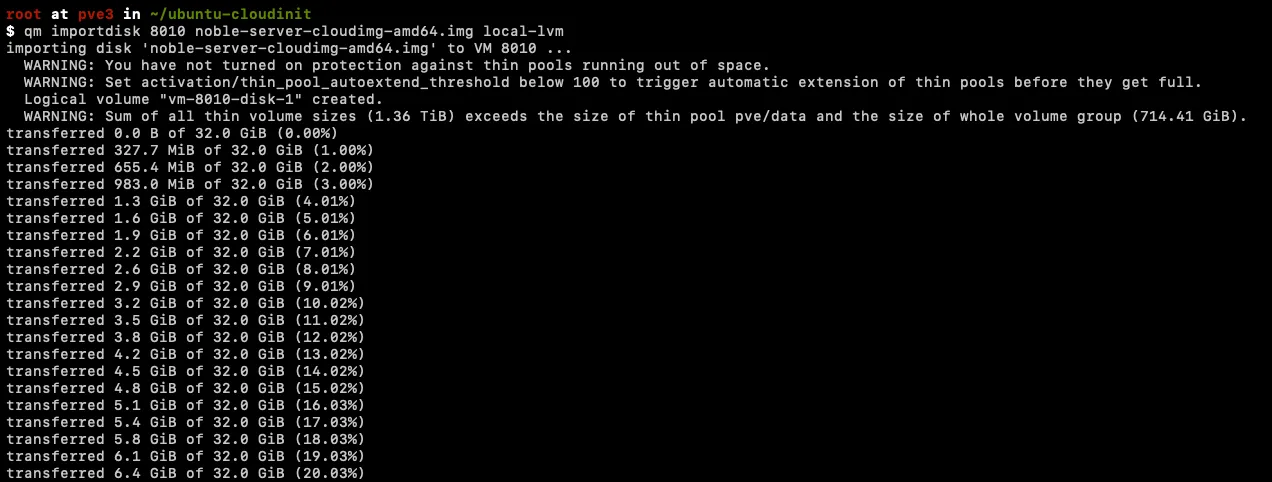 root at pve3 in ~/ubuntu-cloudinit
$ qm importdisk 8010 noble-server-cloudimg-amd64.img local-lvm
importing disk 'noble-server-cloudimg-amd64.img' to VM 8010 ...
  WARNING: You have not turned on protection against thin pools running out of space.
  WARNING: Set activation/thin_pool_autoextend_threshold below 100 to trigger automatic extension of thin pools before they get full.
  Logical volume "vm-8010-disk-1" created.
  WARNING: Sum of all thin volume sizes (1.36 TiB) exceeds the size of thin pool pve/data and the size of whole volume group (714.41 GiB).
transferred 0.0 B of 32.0 GiB (0.00%)
transferred 327.7 MiB of 32.0 GiB (1.00%)
transferred 655.4 MiB of 32.0 GiB (2.00%)
transferred 983.0 MiB of 32.0 GiB (3.00%)
transferred 1.3 GiB of 32.0 GiB (4.01%)
transferred 1.6 GiB of 32.0 GiB (5.01%)
transferred 1.9 GiB of 32.0 GiB (6.01%)
transferred 2.2 GiB of 32.0 GiB (7.01%)
transferred 2.6 GiB of 32.0 GiB (8.01%)
transferred 2.9 GiB of 32.0 GiB (9.01%)
transferred 3.2 GiB of 32.0 GiB (10.02%)
transferred 3.5 GiB of 32.0 GiB (11.02%)
transferred 3.8 GiB of 32.0 GiB (12.02%)
transferred 4.2 GiB of 32.0 GiB (13.02%)
transferred 4.5 GiB of 32.0 GiB (14.02%)
transferred 4.8 GiB of 32.0 GiB (15.02%)
transferred 5.1 GiB of 32.0 GiB (16.03%)
transferred 5.4 GiB of 32.0 GiB (17.03%)
transferred 5.8 GiB of 32.0 GiB (18.03%)
transferred 6.1 GiB of 32.0 GiB (19.03%)
transferred 6.4 GiB of 32.0 GiB (20.03%)